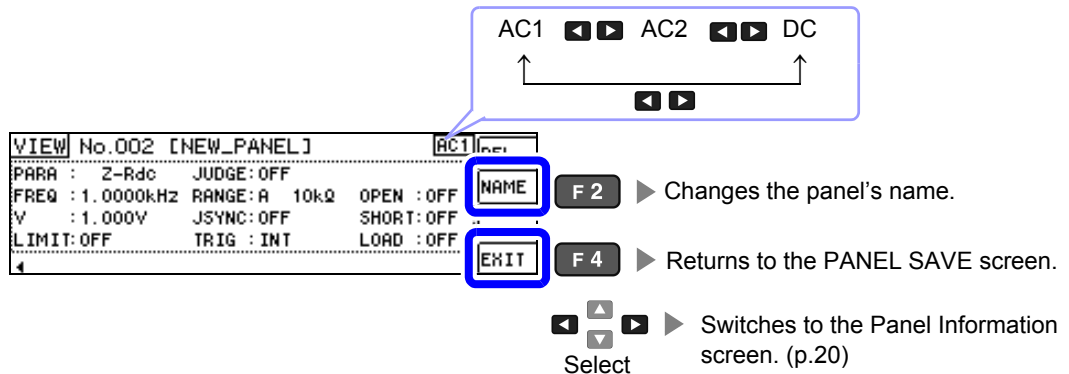 AC1 AC2 DC
VIEW No.002 [NEW_PANEL] AC1
PARA : Z-Rdc JUDGE:OFF
FREQ :1.0000kHz RANGE:A 10kΩ OPEN :OFF
V :1.000V JSYNC:OFF SHORT:OFF
LIMIT:OFF TRIG :INT LOAD :OFF
NAME
F 2 Changes the panel’s name.
EXIT
F 4 Returns to the PANEL SAVE screen.
Select
Switches to the Panel Information
screen. (p.20)